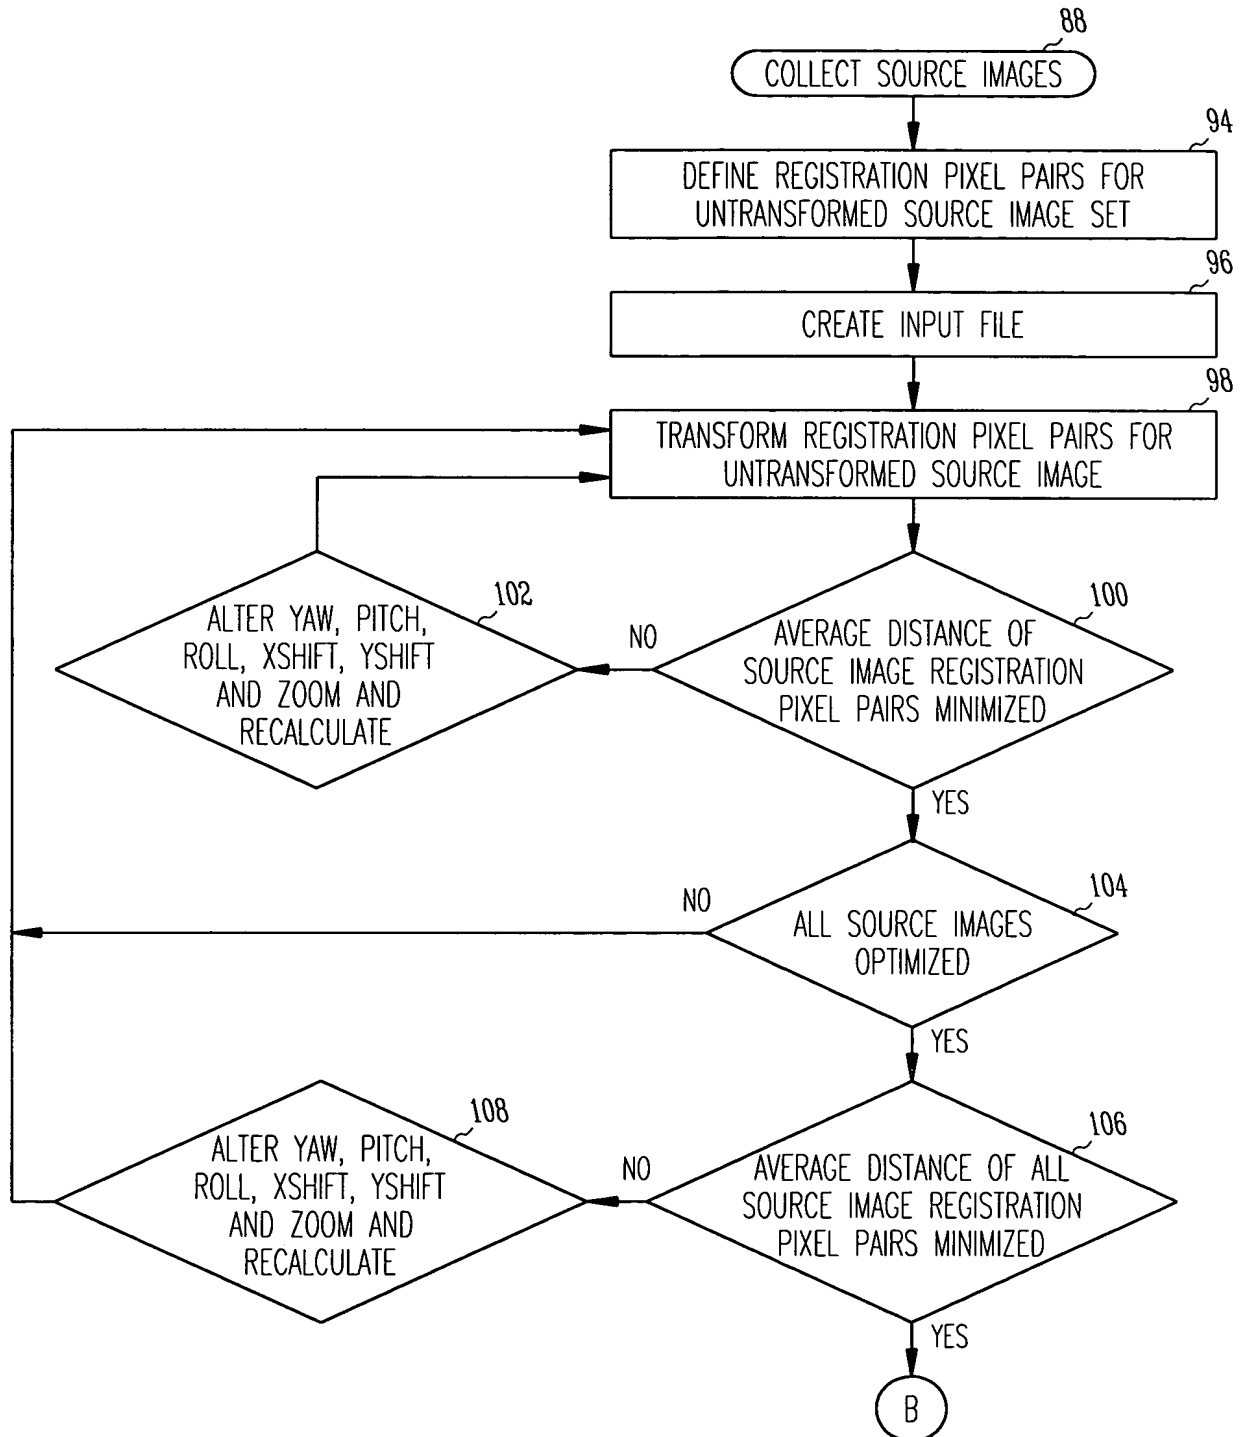 88
COLLECT SOURCE IMAGES
94
DEFINE REGISTRATION PIXEL PAIRS FOR
UNTRANSFORMED SOURCE IMAGE SET
96
CREATE INPUT FILE
98
TRANSFORM REGISTRATION PIXEL PAIRS FOR
UNTRANSFORMED SOURCE IMAGE
102
ALTER YAW, PITCH,
ROLL, XSHIFT, YSHIFT
AND ZOOM AND
RECALCULATE
NO
100
AVERAGE DISTANCE OF
SOURCE IMAGE REGISTRATION
PIXEL PAIRS MINIMIZED
YES
NO
104
ALL SOURCE IMAGES
OPTIMIZED
YES
108
ALTER YAW, PITCH,
ROLL, XSHIFT, YSHIFT
AND ZOOM AND
RECALCULATE
NO
106
AVERAGE DISTANCE OF ALL
SOURCE IMAGE REGISTRATION
PIXEL PAIRS MINIMIZED
YES
B